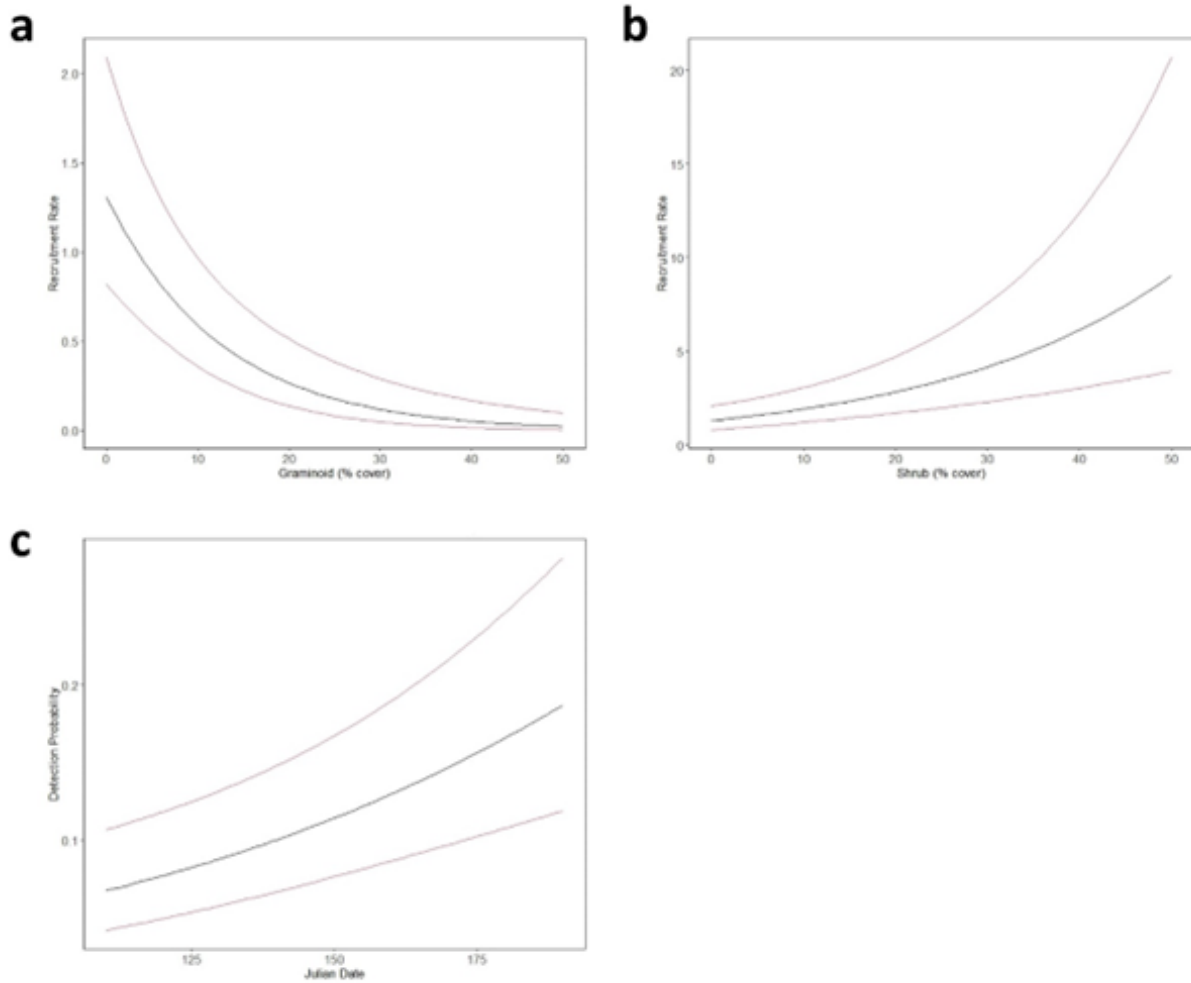 a
2.0
1.5
1.0
0.5
0.0
Recruitment Rate
0 10 20 30 40 50
Graminoid (% cover)
b
20
15
10
5
0
Recruitment Rate
0 10 20 30 40 50
Shrub (% cover)
c
0.2
0.1
Detection Probability
125 150 175
Julian Date